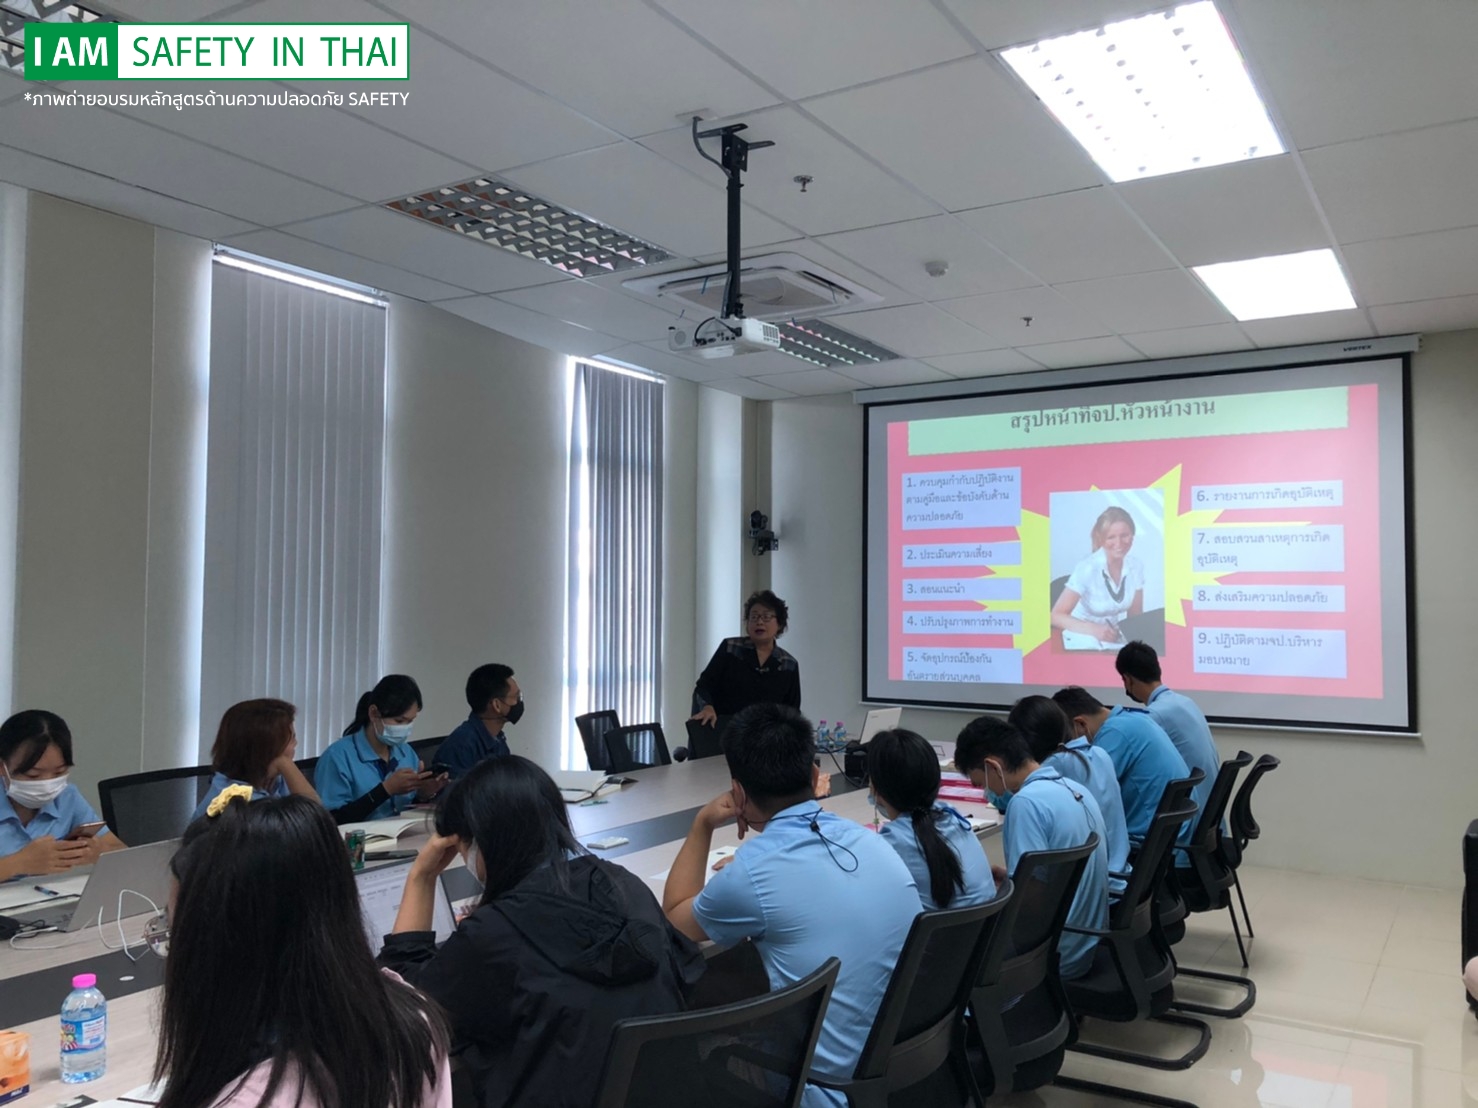 I AM SAFETY IN THAI
*ภาพถ่ายอบรมหลักสูตรด้านความปลอดภัย SAFETY
VERTEX
สรุปหน้าที่จป.หัวหน้างาน
1. ควบคุมกำกับปฏิบัติงาน
ตามคู่มือและข้อบังคับด้าน
ความปลอดภัย
2. ประเมินความเสี่ยง
3. สอนแนะนำ
4. ปรับปรุงภาพการทำงาน
5. จัดอุปกรณ์ป้องกัน
อันตรายส่วนบุคคล
6. รายงานการเกิดอุบัติเหตุ
7. สอบสวนสาเหตุการเกิด
อุบัติเหตุ
8. ส่งเสริมความปลอดภัย
9. ปฏิบัติตามจป.บริหาร
มอบหมาย